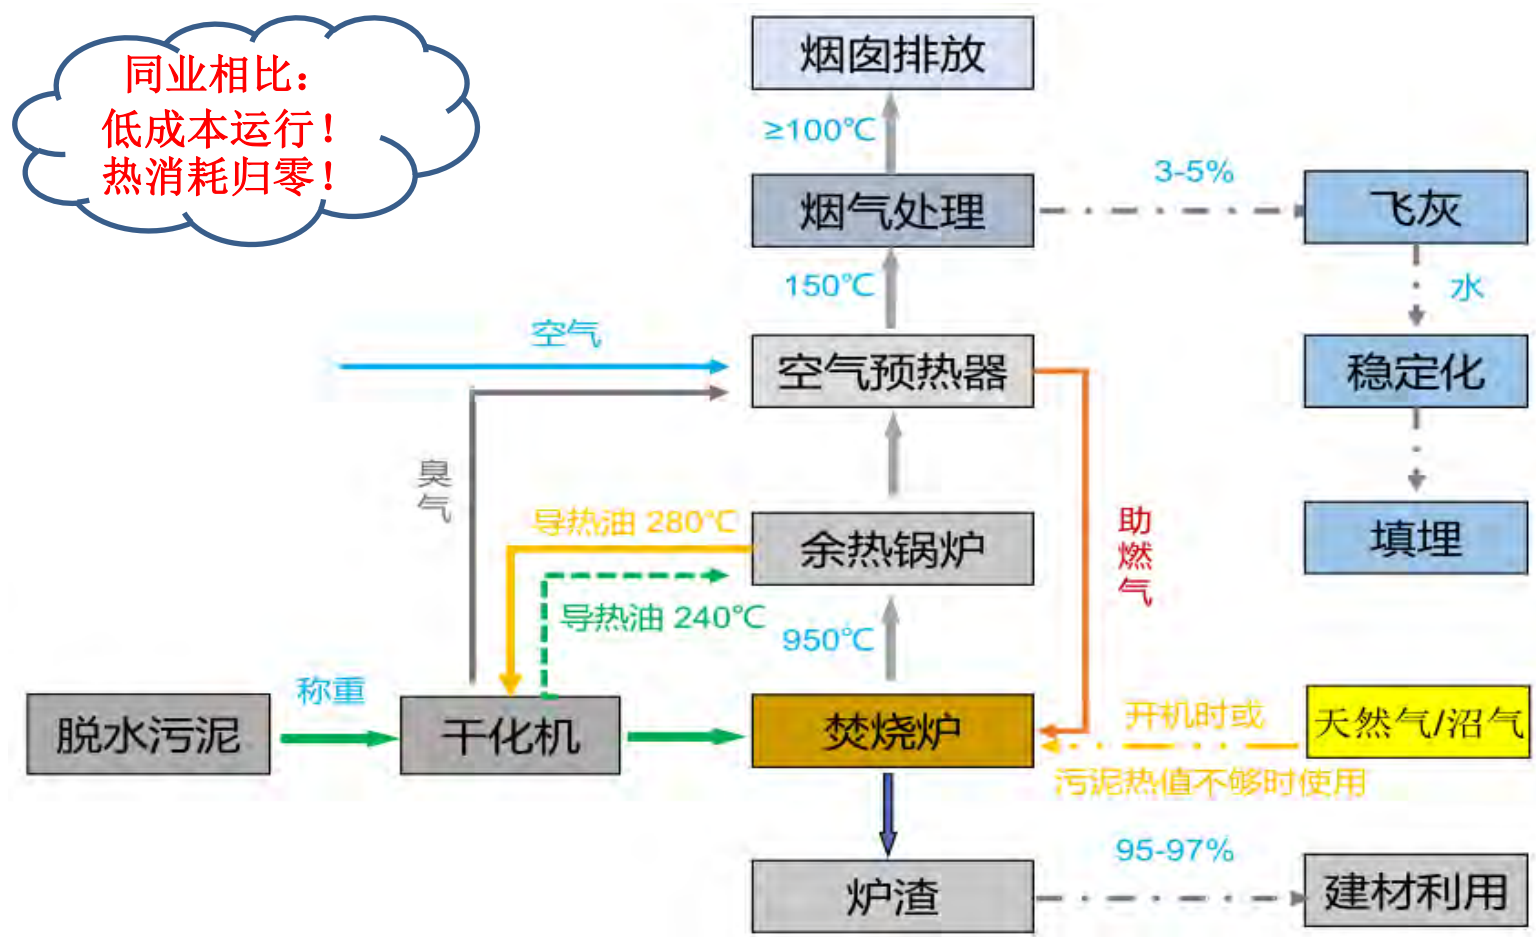 同业相比：
低成本运行！
热消耗归零！
烟囱排放
≥100℃
烟气处理
3-5%
飞灰
150℃
水
空气
空气预热器
稳定化
臭
气
导热油 280℃
余热锅炉
助
燃
气
填埋
导热油 240℃
950℃
称重
脱水污泥
干化机
焚烧炉
开机时或
天然气/沼气
污泥热值不够时使用
炉渣
95-97%
建材利用